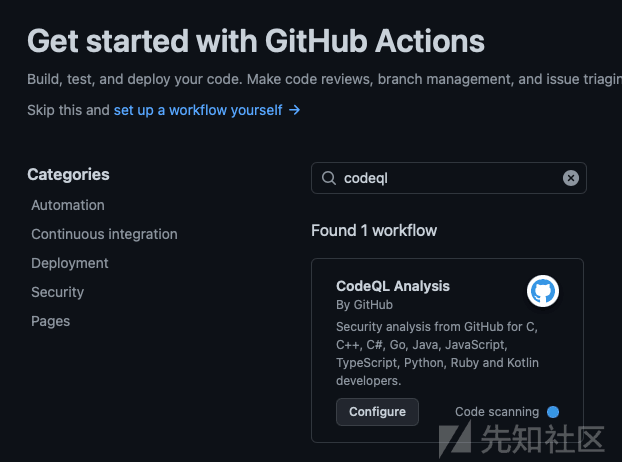 Get started with GitHub Actions
Build, test, and deploy your code. Make code reviews, branch management, and issue triagin
Skip this and set up a workflow yourself →
Categories
Automation
Continuous integration
Deployment
Security
Pages
codeql
Found 1 workflow
CodeQL Analysis
By GitHub
Security analysis from GitHub for C,
C++, C#, Go, Java, JavaScript,
TypeScript, Python, Ruby and Kotlin
developers.
Configure
Code scanning
先知社区